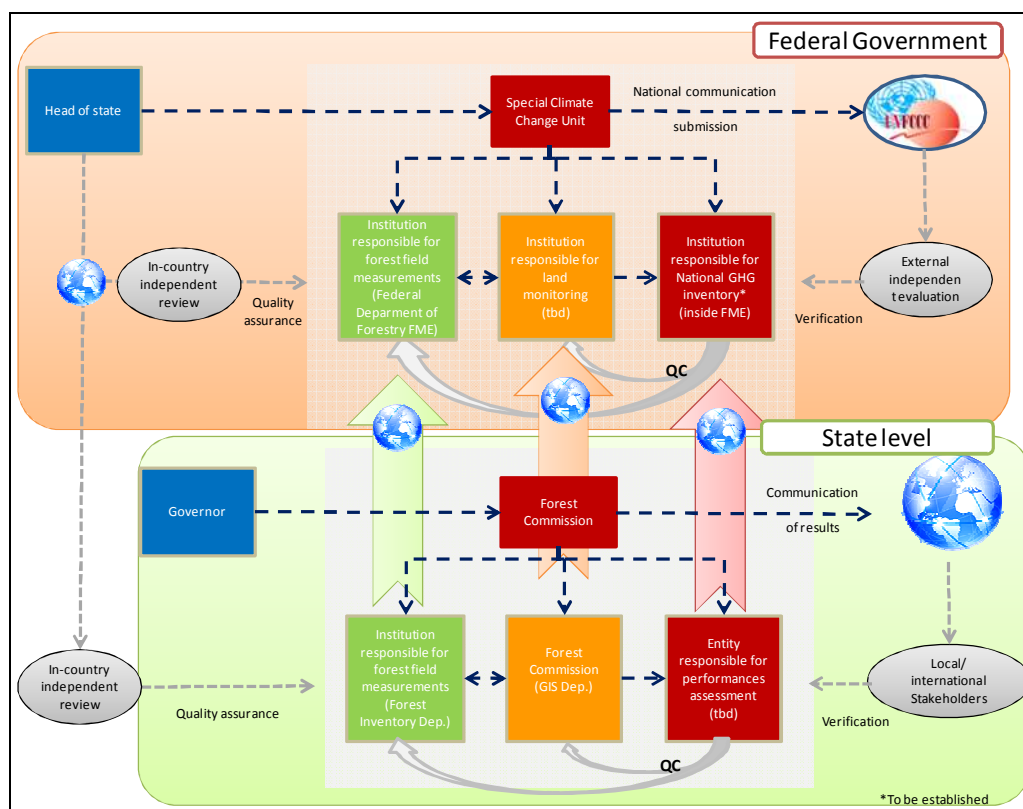 Federal Government
Head of state
Special Climate
Change Unit
National communication
submission
UNFCCC
Institution
responsible for
forest field
measurements
(Federal
Department of
Forestry FME)
Institution
responsible for
land
monitoring
(tbd)
Institution
responsible for
National GHG
inventory*
(inside FME)
In-country
independent
review
Quality
assurance
External
independen
tevaluation
Verification
QC
State level
Governor
Forest
Commission
Communication
of results
Institution
responsible for
forest field
measurements
(Forest
Inventory Dep.)
Forest
Commission
(GIS Dep.)
Entity
responsible for
performances
assessment
(tbd)
In-country
independent
review
Quality assurance
Local/
international
Stakeholders
Verification
QC
*To be established